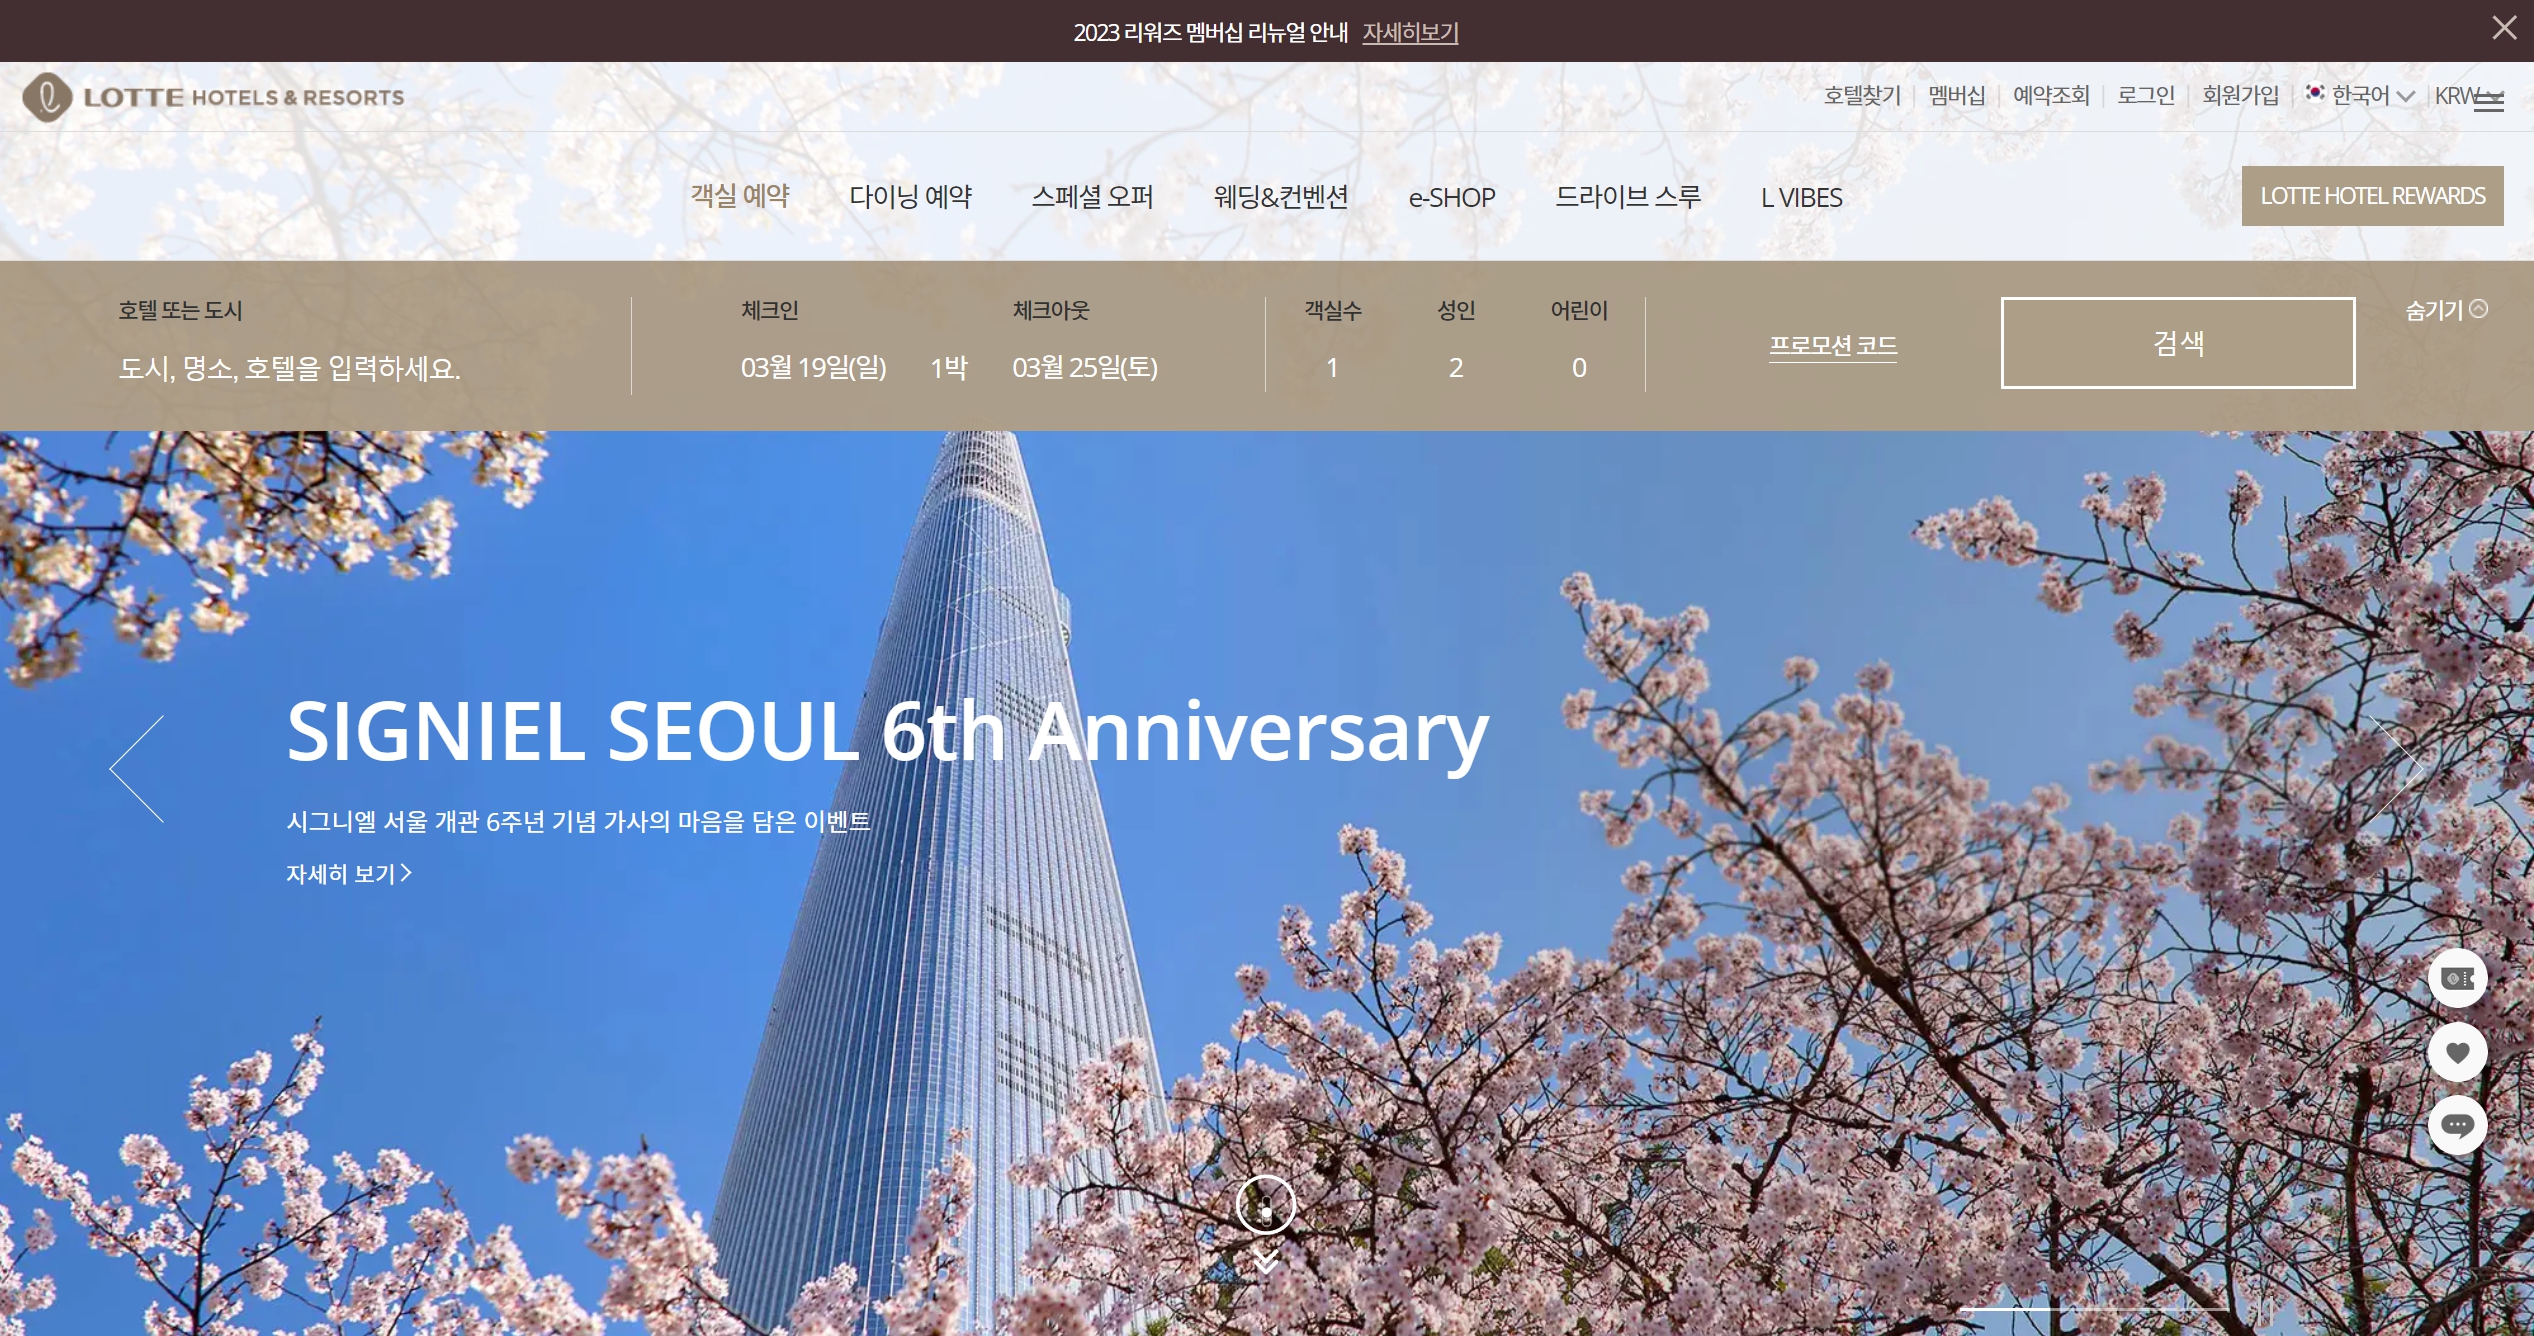 2023 리워즈 멤버십 리뉴얼 안내 자세히보기
LOTTE HOTELS & RESORTS
호텔찾기 멤버십 예약조회 로그인 회원가입 한국어 KRW
객실 예약 다이닝 예약 스페셜 오퍼 웨딩&컨벤션 e-SHOP 드라이브 스루 L VIBES
LOTTE HOTEL REWARDS
호텔 또는 도시 체크인 체크아웃 객실수 성인 어린이 숨기기
프로모션 코드 검색
도시, 명소, 호텔을 입력하세요. 03월 19일(일) 1박 03월 25일(토) 1 2 0
SIGNIEL SEOUL 6th Anniversary
시그니엘 서울 개관 6주년 기념 가사의 마음을 담은 이벤트
자세히 보기